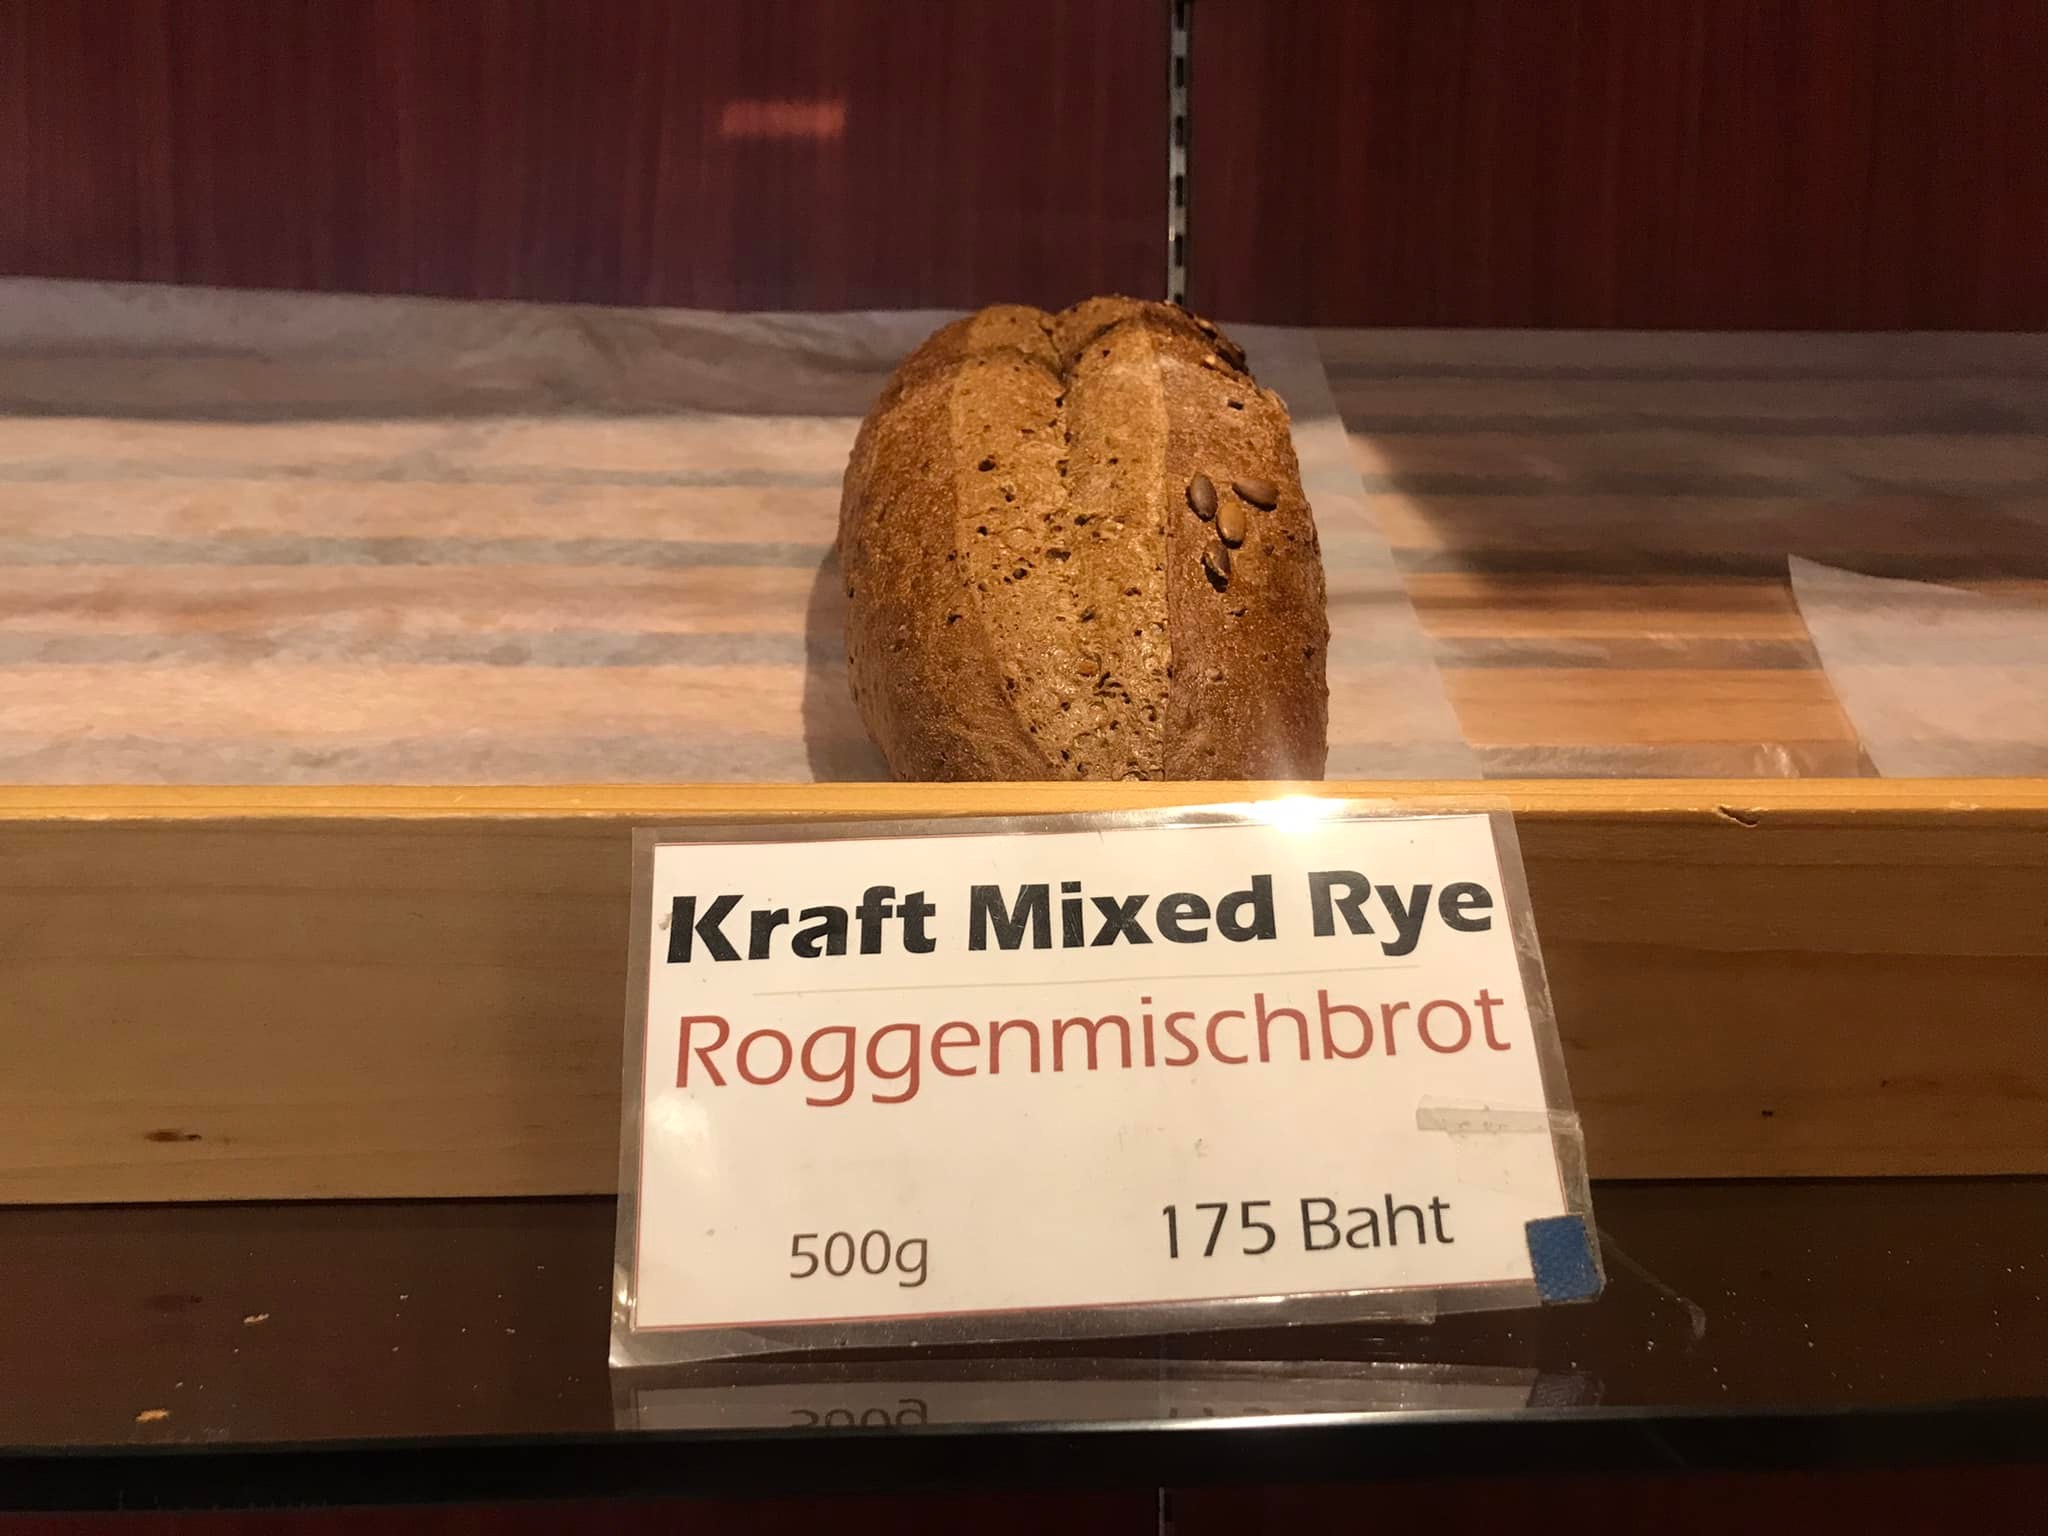 Kraft Mixed Rye
Roggenmischbrot
500g 175 Baht